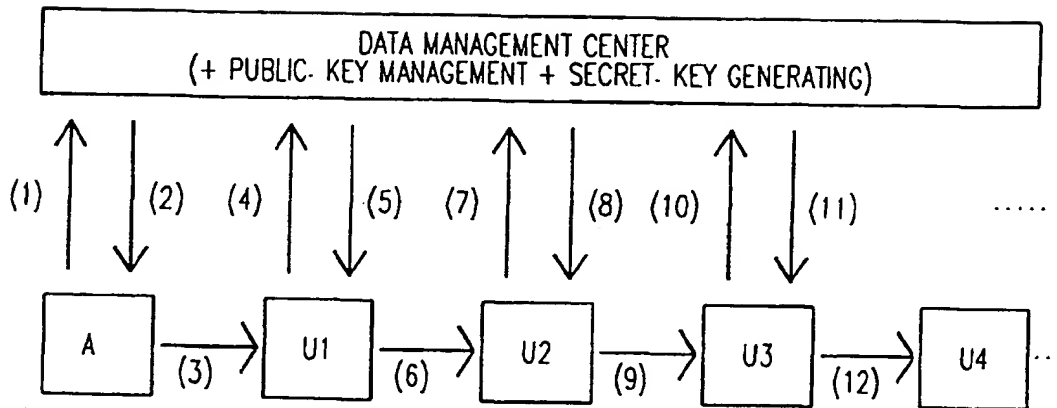 DATA MANAGEMENT CENTER
(+ PUBLIC- KEY MANAGEMENT + SECRET- KEY GENERATING)
(1) (2) (4) (5) (7) (8) (10) (11) .....
A U1 U2 U3 U4 ..
(3) (6) (9) (12)